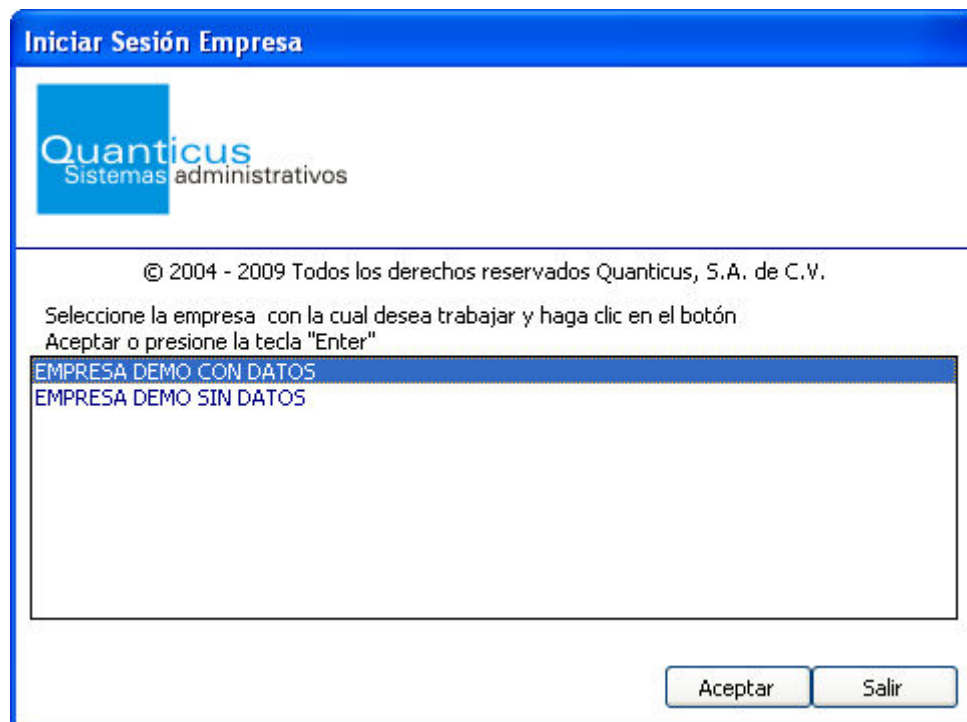 Iniciar Sesión Empresa
Quanticus
Sistemas administrativos
© 2004 - 2009 Todos los derechos reservados Quanticus, S.A. de C.V.
Seleccione la empresa  con la cual desea trabajar y haga clic en el botón
Aceptar o presione la tecla "Enter"
EMPRESA DEMO CON DATOS
EMPRESA DEMO SIN DATOS
Aceptar Salir